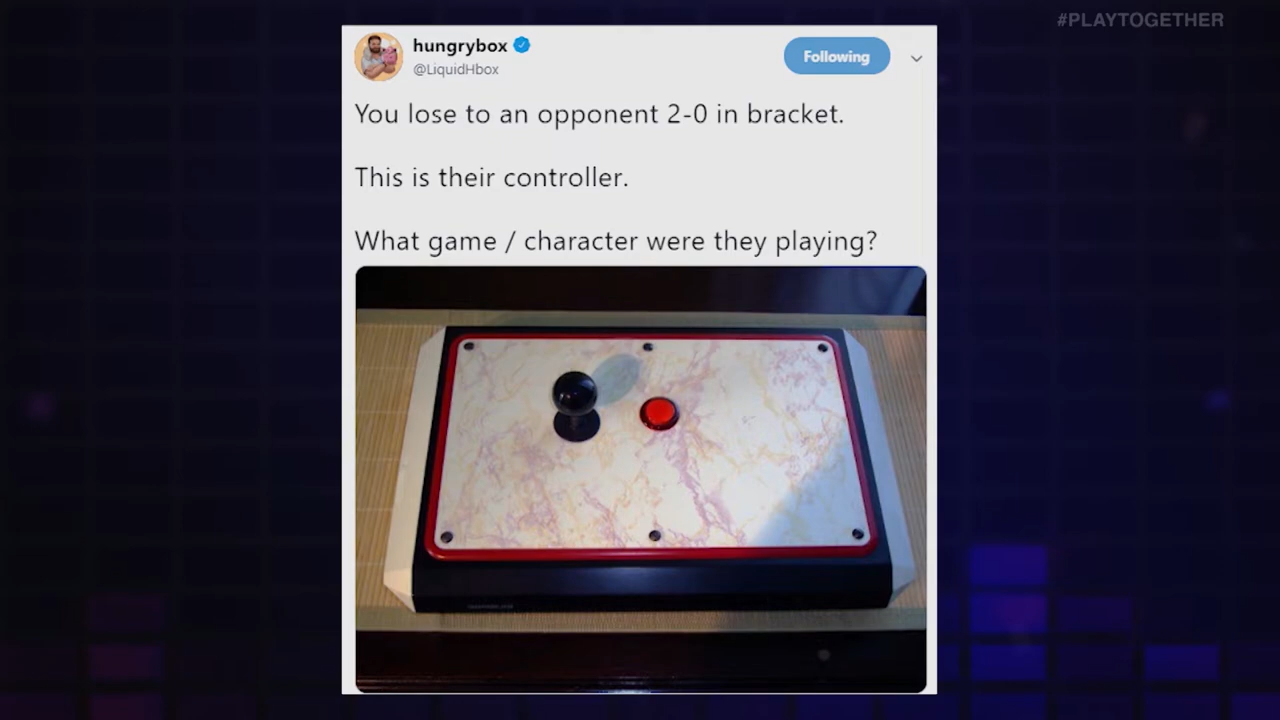 #PLAYTOGETHER
hungrybox
@LiquidHbox
Following
You lose to an opponent 2-0 in bracket.
This is their controller.
What game / character were they playing?